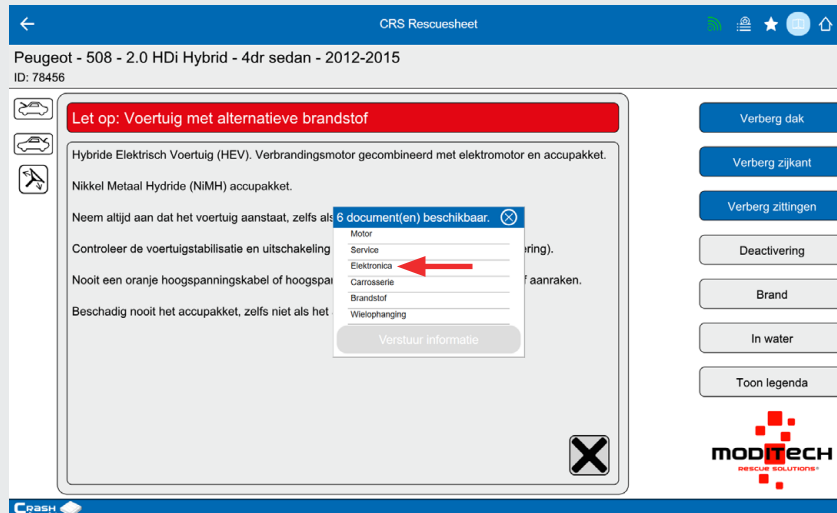 CRS Rescuesheet
Peugeot - 508 - 2.0 HDi Hybrid - 4dr sedan - 2012-2015
ID: 78456
Let op: Voertuig met alternatieve brandstof
Hybride Elektrisch Voertuig (HEV). Verbrandingsmotor gecombineerd met elektromotor en accupakket.
Nikkel Metaal Hydride (NiMH) accupakket.
Neem altijd aan dat het voertuig aanstaat, zelfs als
Controleer de voertuigstabilisatie en uitschakeling ering).
Nooit een oranje hoogspanningskabel of hoogspan f aanraken.
Beschadig nooit het accupakket, zelfs niet als het
6 document(en) beschikbaar.
Motor
Service
Elektronica
Carrosserie
Brandstof
Wielophanging
Verstuur informatie
Verberg dak
Verberg zijkant
Verberg zittingen
Deactivering
Brand
In water
Toon legenda
MODITECH
RESCUE SOLUTIONS
CRASH